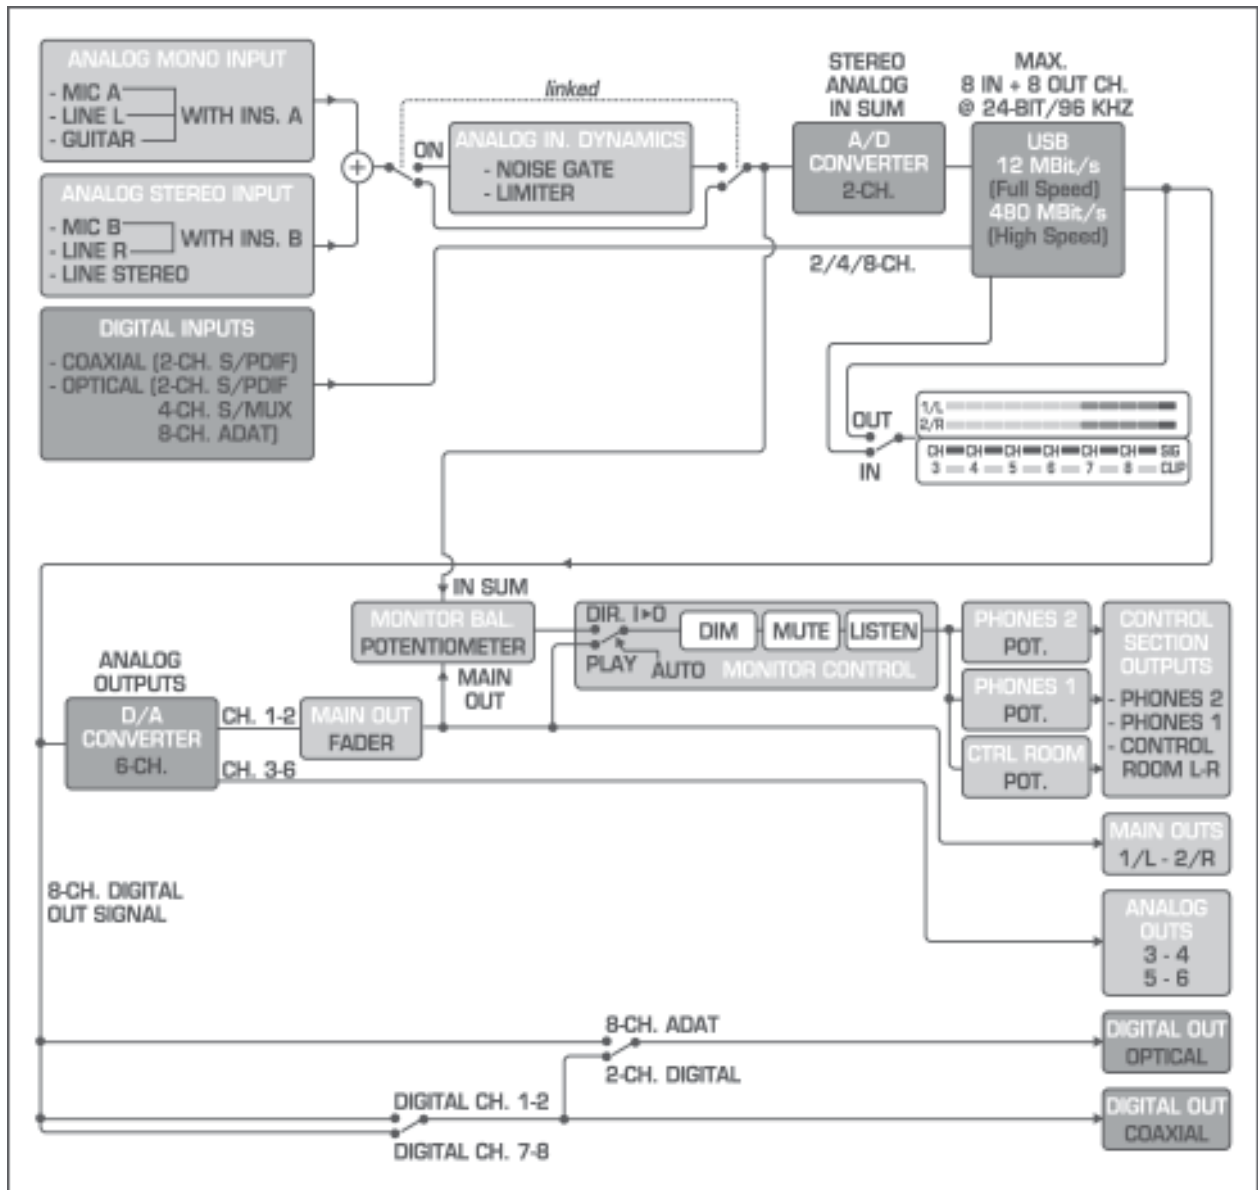 ANALOG MONO INPUT
- MIC A
- LINE L
- GUITAR
WITH INS. A
ANALOG STEREO INPUT
- MIC B
- LINE R
- LINE STEREO
WITH INS. B
DIGITAL INPUTS
- COAXIAL (2-CH. S/PDIF)
- OPTICAL (2-CH. S/PDIF
4-CH. S/MUX
8-CH. ADAT)
linked
ON
ANALOG IN. DYNAMICS
- NOISE GATE
- LIMITER
STEREO
ANALOG
IN SUM
A/D
CONVERTER
2-CH.
MAX.
8 IN + 8 OUT CH.
@ 24-BIT/96 KHZ
USB
12 MBit/s
(Full Speed)
480 MBit/s
(High Speed)
2/4/8-CH.
OUT
IN
1/L
2/R
CH CH CH CH CH CH SIG
3 4 5 6 7 8 CLIP
IN SUM
MONITOR BAL.
POTENTIOMETER
MAIN
OUT
DIR. I▸O
PLAY
AUTO
DIM
MUTE
LISTEN
MONITOR CONTROL
PHONES 2
POT.
PHONES 1
POT.
CTRL ROOM
POT.
CONTROL
SECTION
OUTPUTS
- PHONES 2
- PHONES 1
- CONTROL
ROOM L-R
ANALOG
OUTPUTS
D/A
CONVERTER
6-CH.
CH. 1-2
CH. 3-6
MAIN OUT
FADER
MAIN OUTS
1/L - 2/R
8-CH. DIGITAL
OUT SIGNAL
ANALOG
OUTS
3 - 4
5 - 6
8-CH. ADAT
2-CH. DIGITAL
DIGITAL OUT
OPTICAL
DIGITAL CH. 1-2
DIGITAL CH. 7-8
DIGITAL OUT
COAXIAL